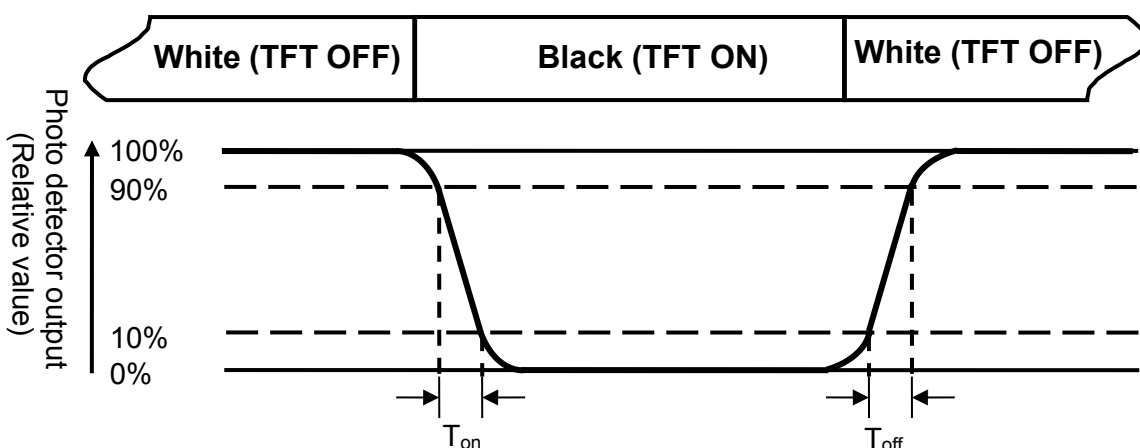 White (TFT OFF)
Black (TFT ON)
White (TFT OFF)
Photo detector output
(Relative value)
100%
90%
10%
0%
Ton
Toff